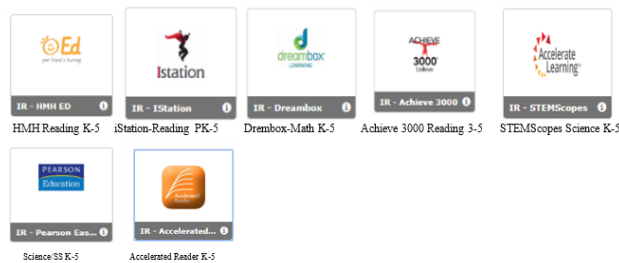 Ed
your friend in learning
IR - HMH ED
HMH Reading K-5
Istation
IR - IStation
iStation-Reading PK-5
dreambox
LEARNING
IR - Dreambox
Drembox-Math K-5
ACHIEVE
3000
IR - Achieve 3000
Achieve 3000 Reading 3-5
Accelerate
Learning
IR - STEMScopes
STEMScopes Science K-5
PEARSON
Education
IR - Pearson Eas...
Science/SS K-5
Accelerated
Reader
IR - Accelerated...
Accelerated Reader K-5